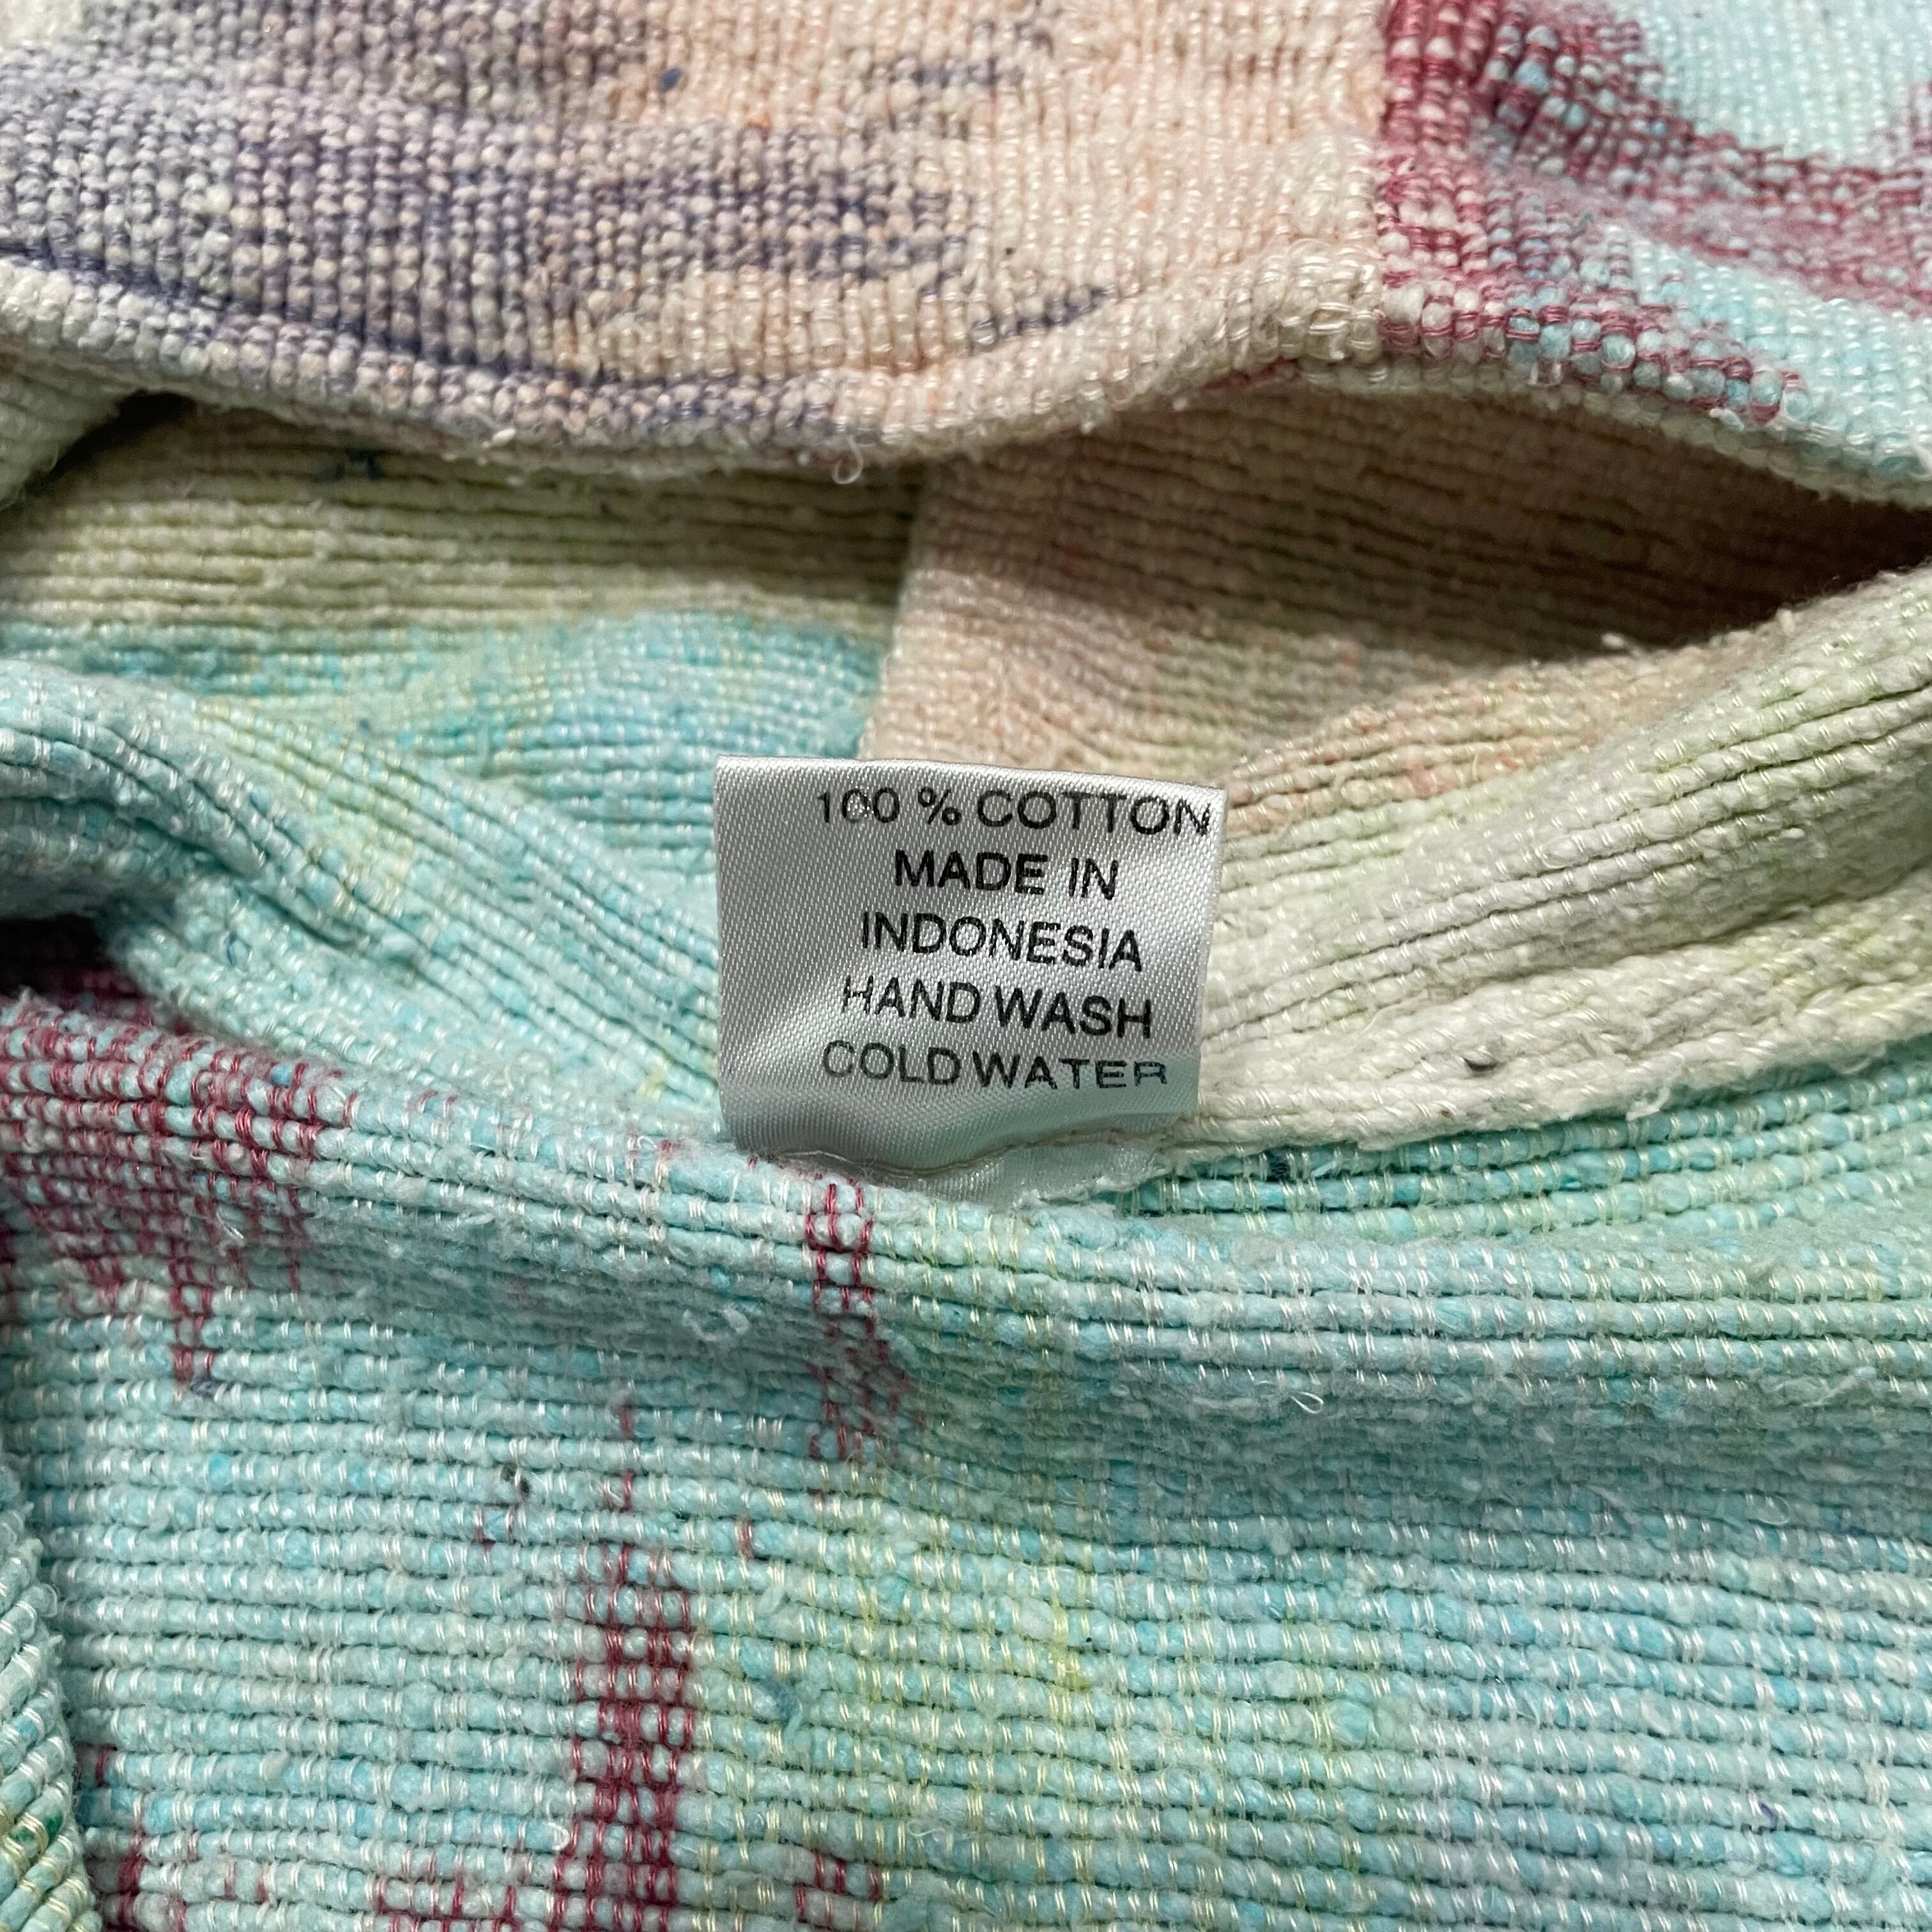 100 % COTTON
MADE IN
INDONESIA
HAND WASH
COLD WATER